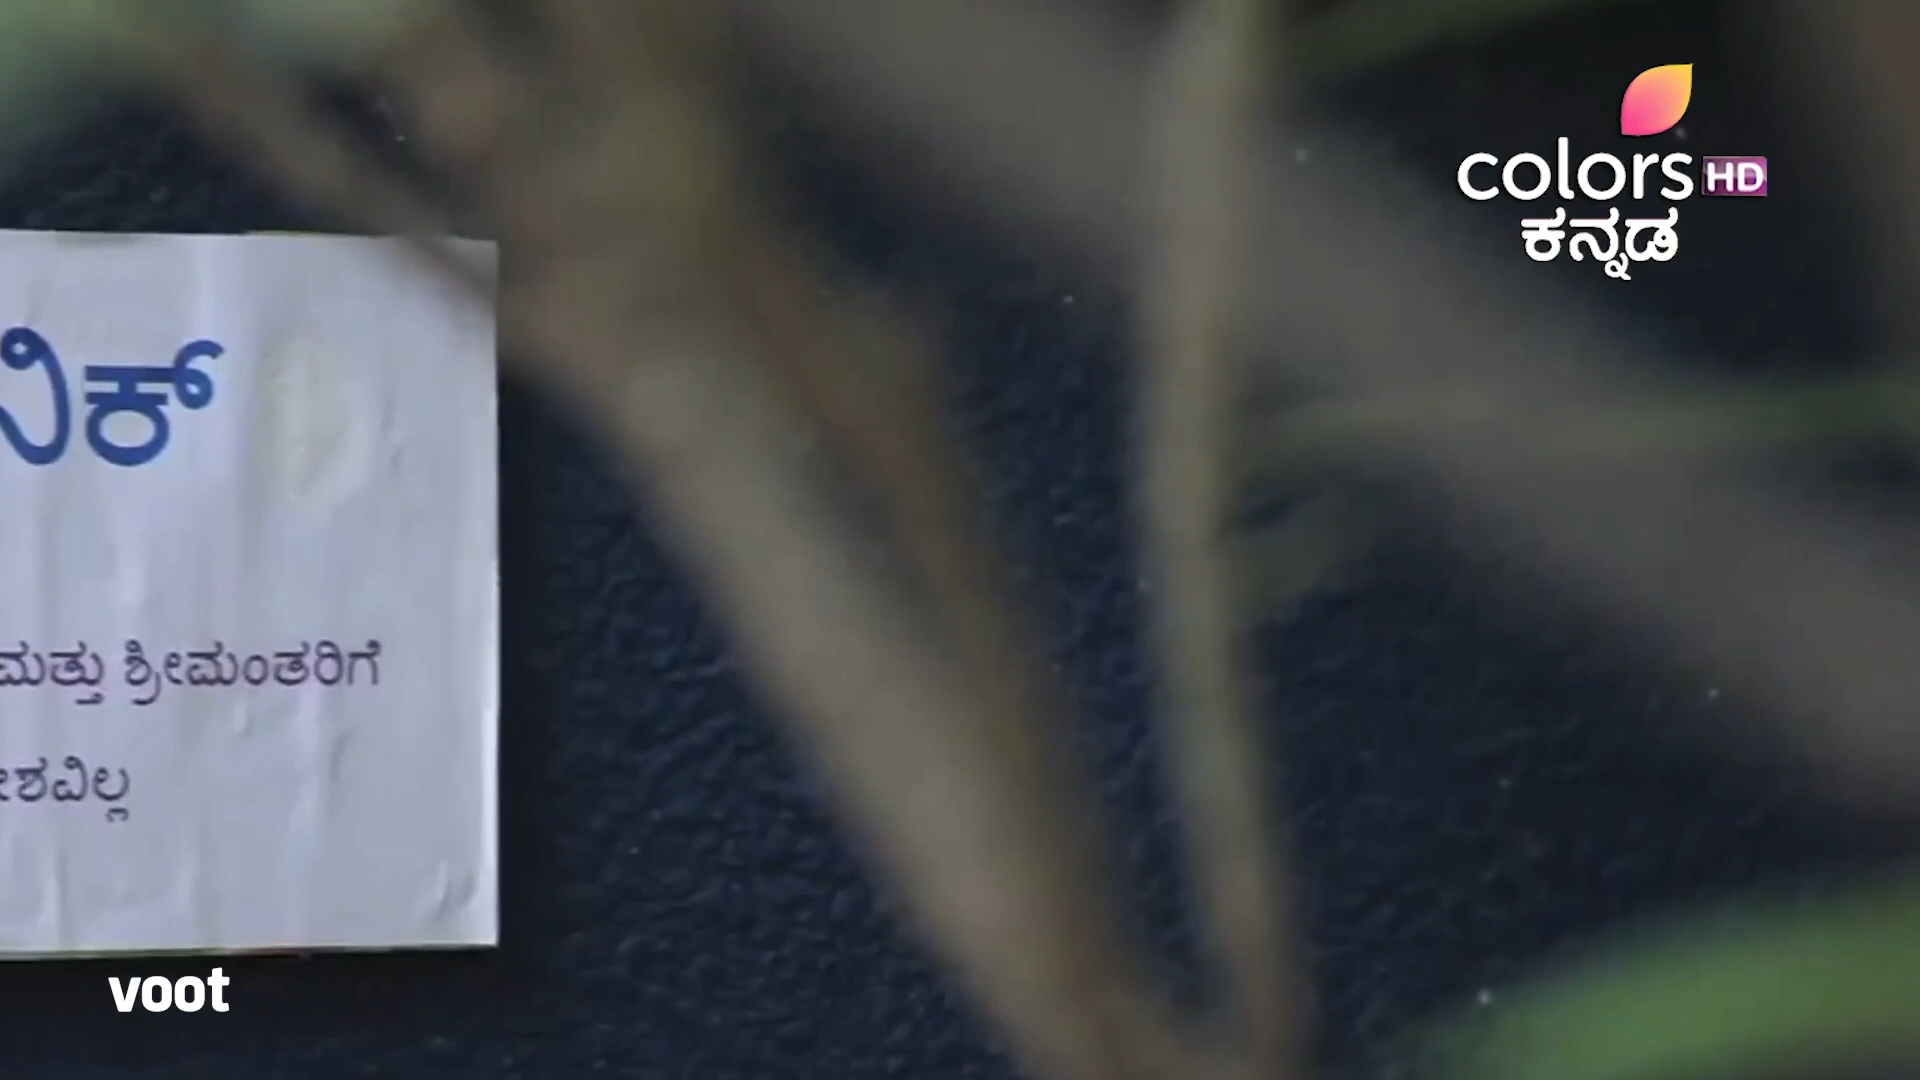 colors HD
ಕನ್ನಡ
ನಿಕ್
ಮತ್ತು ಶ್ರೀಮಂತರಿಗೆ
ಶವಿಲ್ಲ
voot